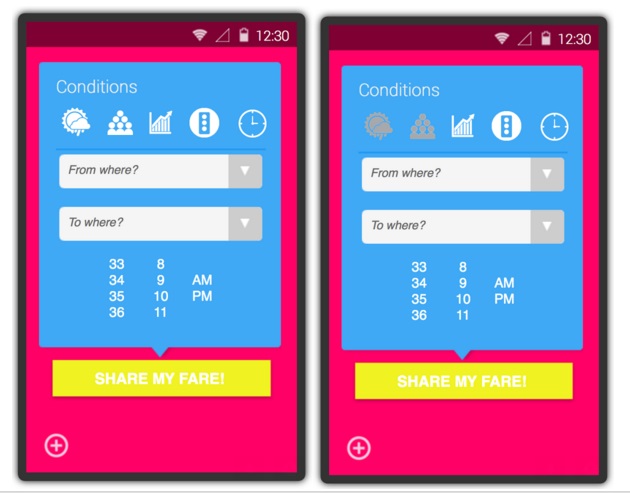 12:30
Conditions
From where?
To where?
33 8
34 9 AM
35 10 PM
36 11
SHARE MY FARE!
12:30
Conditions
From where?
To where?
33 8
34 9 AM
35 10 PM
36 11
SHARE MY FARE!